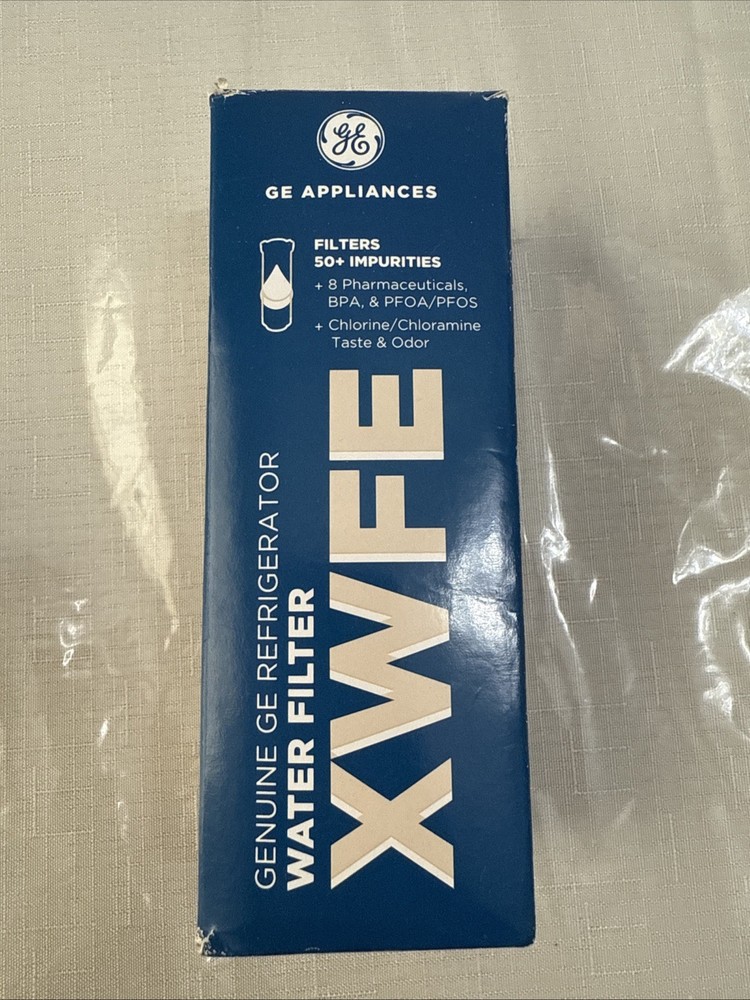 GE
GE APPLIANCES
FILTERS
50+ IMPURITIES
+ 8 Pharmaceuticals,
BPA, & PFOA/PFOS
+ Chlorine/Chloramine
Taste & Odor
GENUINE GE REFRIGERATOR
WATER FILTER
XWFE